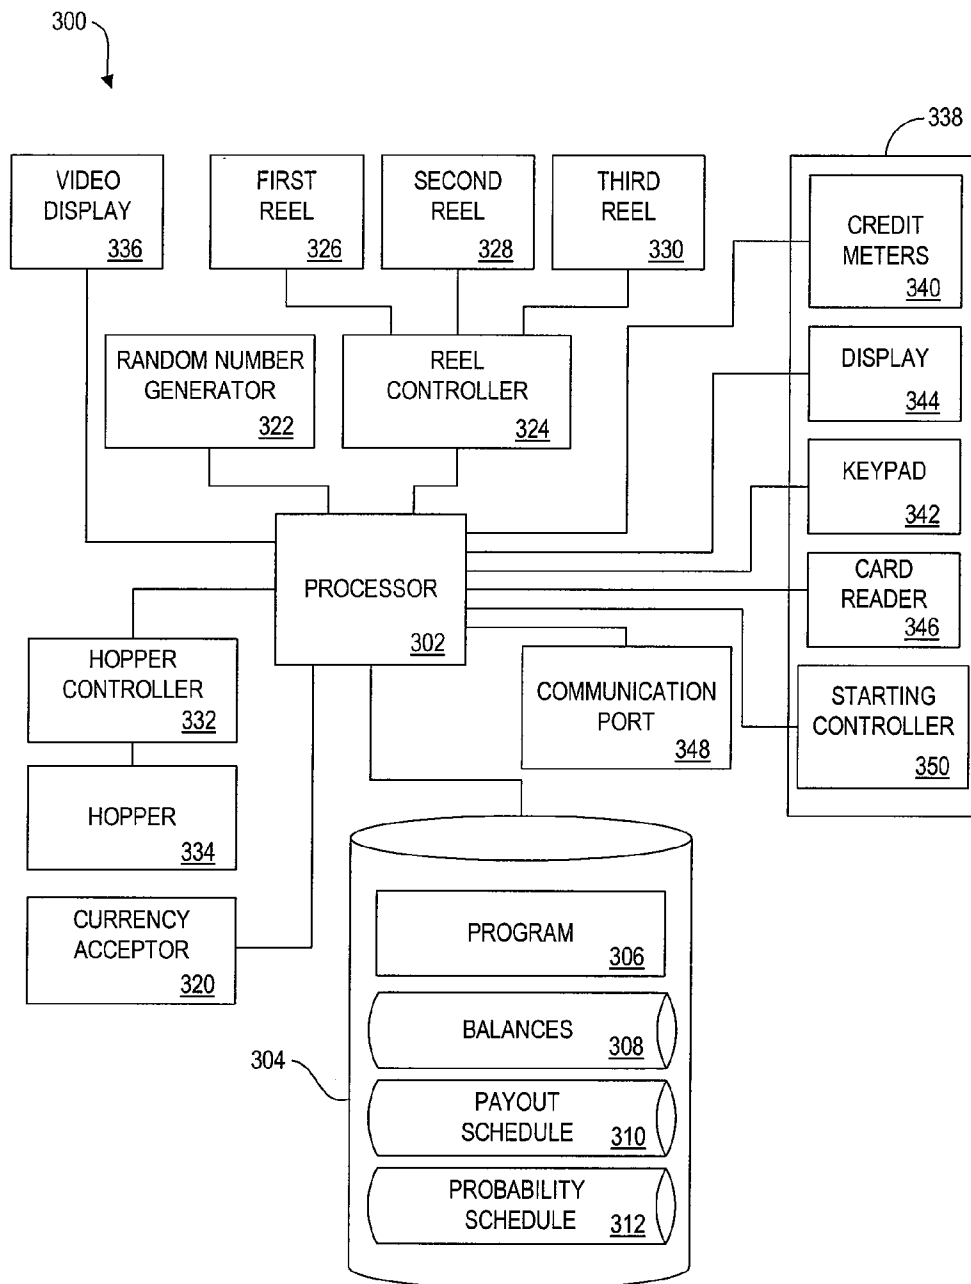 300
338
VIDEO
DISPLAY
336
FIRST
REEL
326
SECOND
REEL
328
THIRD
REEL
330
CREDIT
METERS
340
RANDOM NUMBER
GENERATOR
322
REEL
CONTROLLER
324
DISPLAY
344
KEYPAD
342
PROCESSOR
302
CARD
READER
346
HOPPER
CONTROLLER
332
COMMUNICATION
PORT
348
STARTING
CONTROLLER
350
HOPPER
334
CURRENCY
ACCEPTOR
320
PROGRAM
306
304
BALANCES
308
PAYOUT
SCHEDULE
310
PROBABILITY
SCHEDULE
312